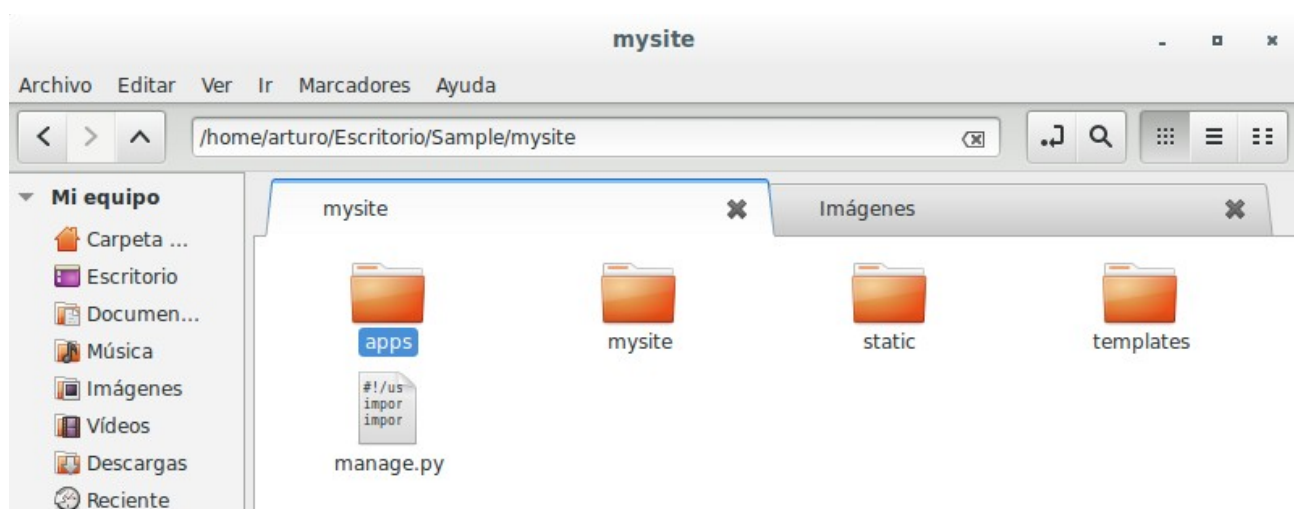 mysite
Archivo Editar Ver Ir Marcadores Ayuda
/home/arturo/Escritorio/Sample/mysite
Mi equipo
Carpeta ...
Escritorio
Documen...
Música
Imágenes
Vídeos
Descargas
Reciente
mysite Imágenes
apps mysite static templates
#!/us
impor
impor
manage.py